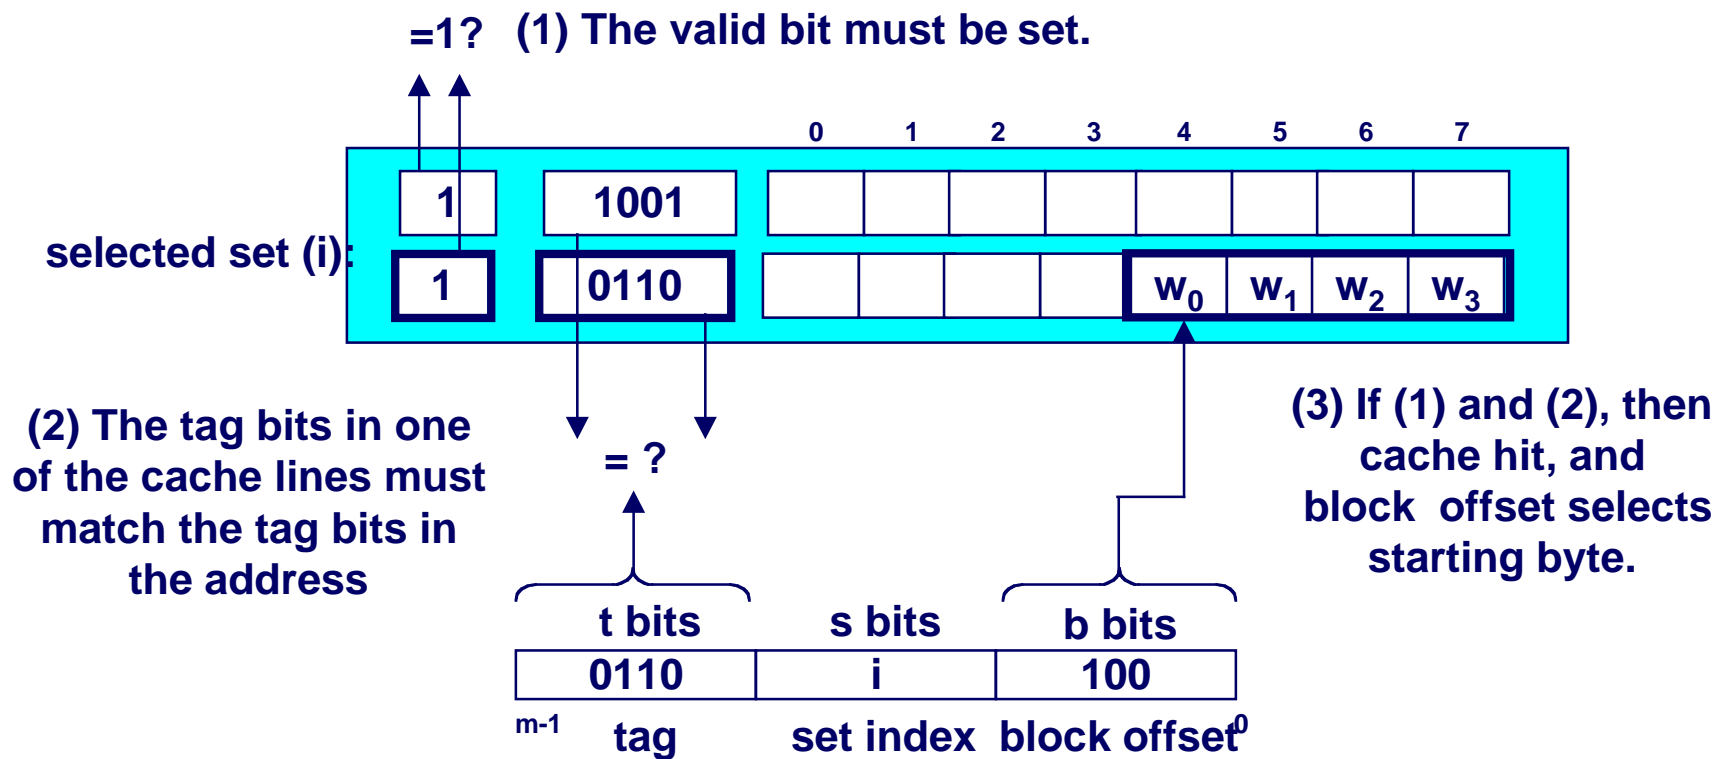 =1? (1) The valid bit must be set.
0 1 2 3 4 5 6 7
1 1001
selected set (i):
1 0110 w0 w1 w2 w3
(2) The tag bits in one
of the cache lines must
match the tag bits in
the address
= ?
(3) If (1) and (2), then
cache hit, and
block offset selects
starting byte.
t bits s bits b bits
0110 i 100
m-1 tag set index block offset 0